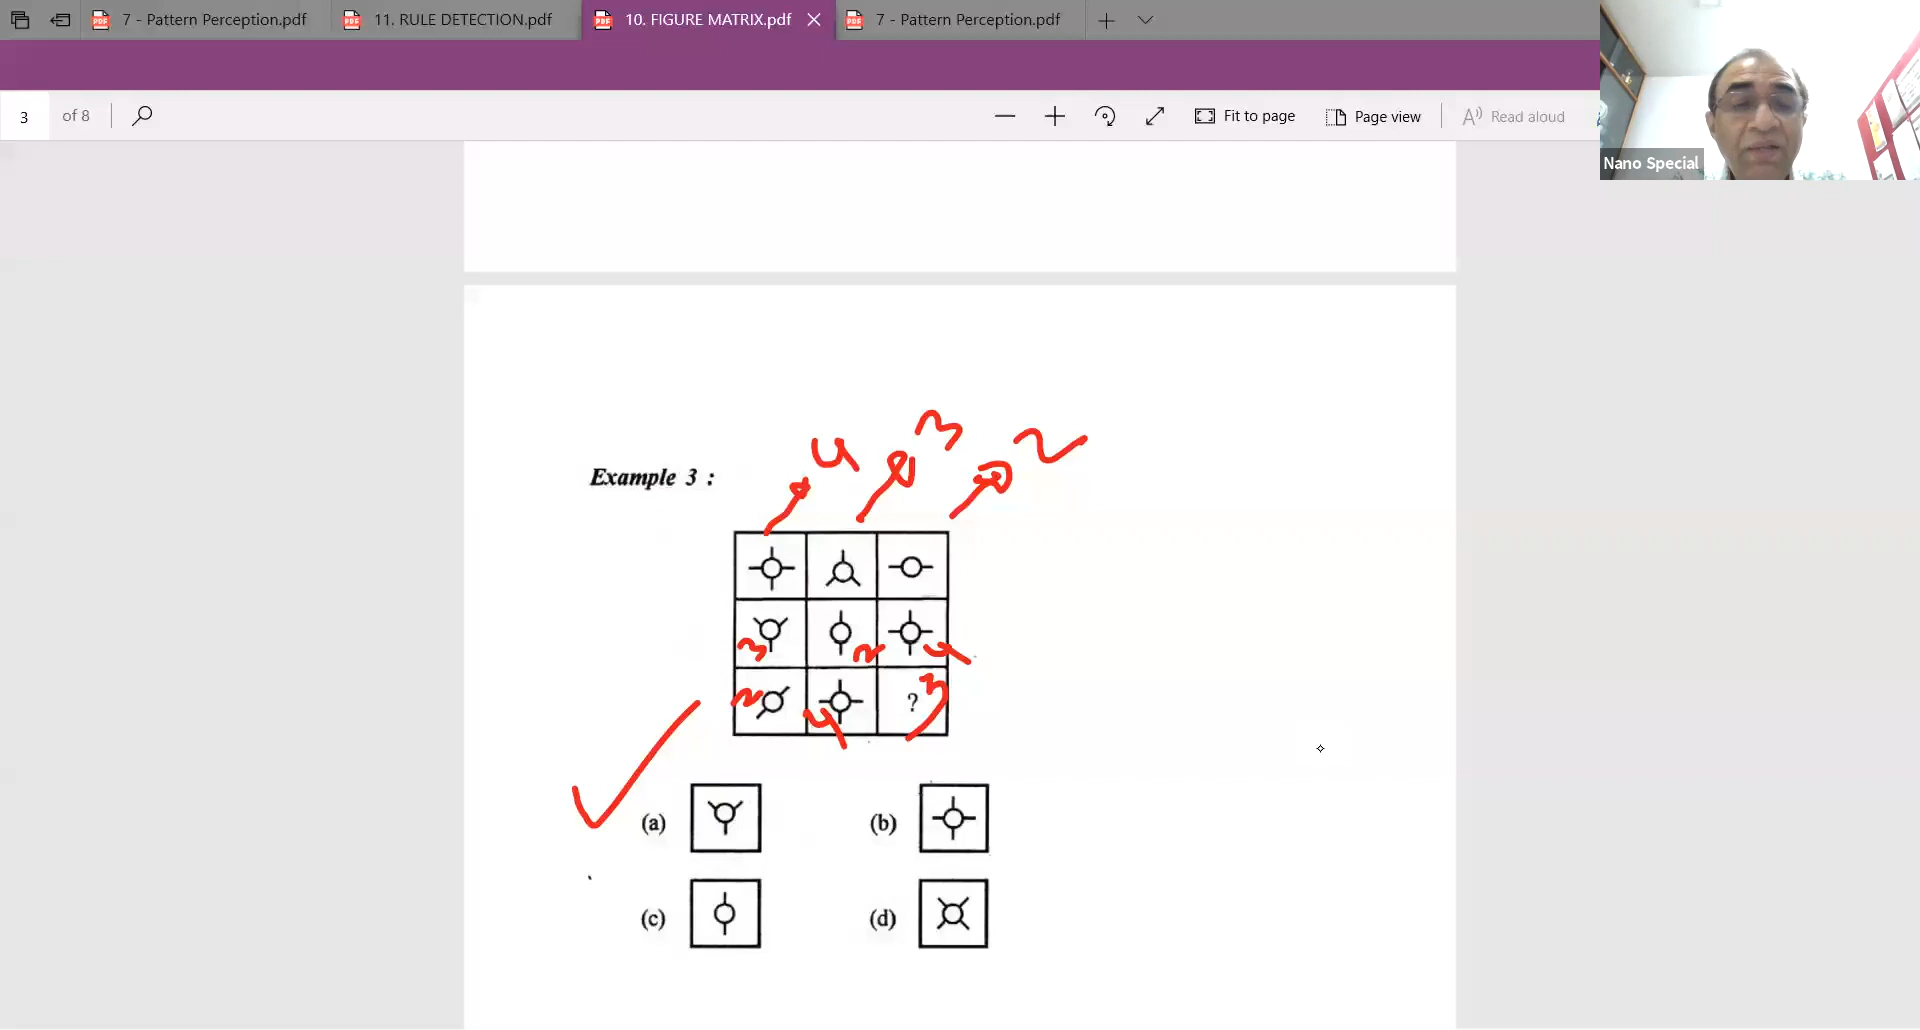 7 - Pattern Perception.pdf
11. RULE DETECTION.pdf
10. FIGURE MATRIX.pdf
7 - Pattern Perception.pdf
3 of 8
Fit to page
Page view
Read aloud
Nano Special
4 3 2
Example 3 :
3 2 4
2 4 ? 3
(a)
(b)
(c)
(d)